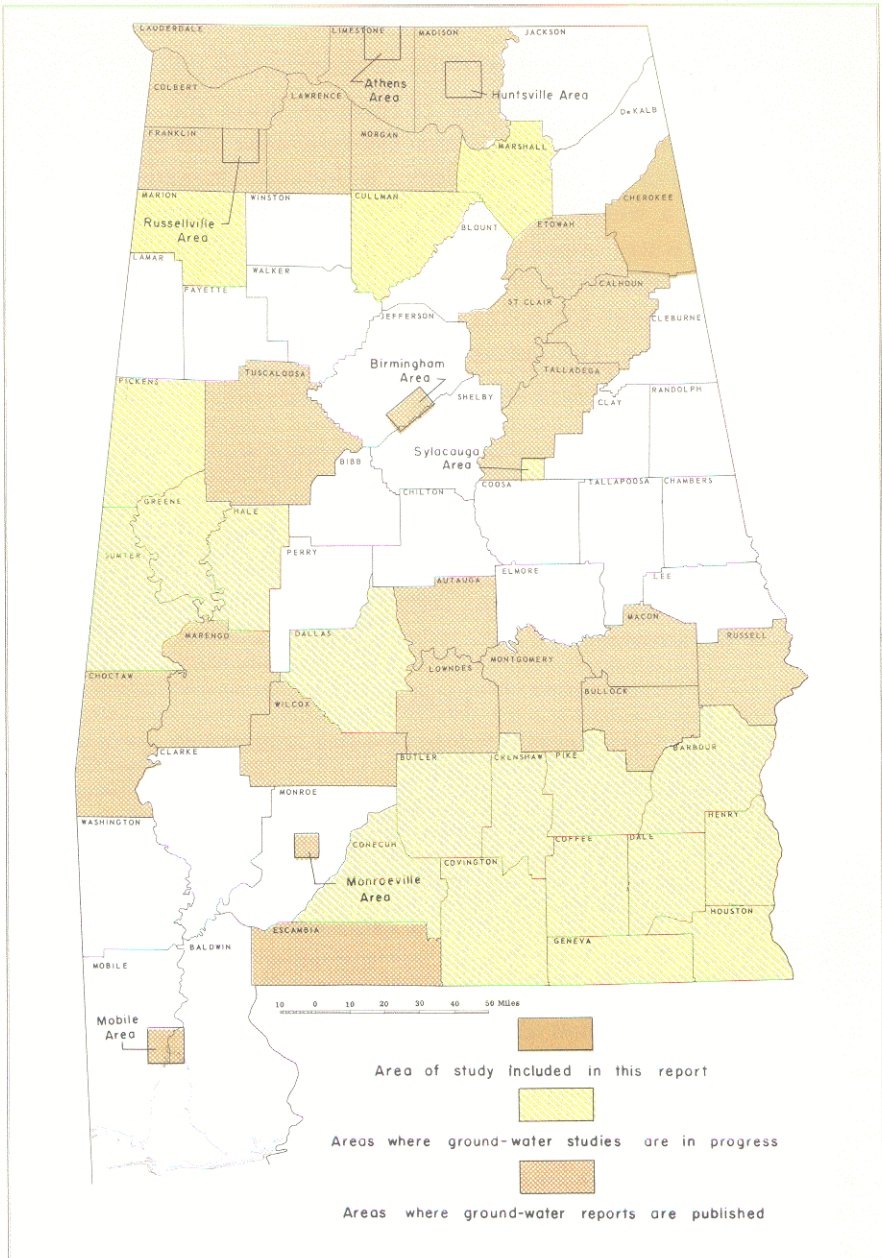 LAUDERDALE
LIMESTONE
MADISON
JACKSON
Athens
Area
Huntsville Area
COLBERT
LAWRENCE
DeKALB
FRANKLIN
MORGAN
MARSHALL
MARION
WINSTON
CULLMAN
CHEROKEE
Russellville
Area
BLOUNT
ETOWAH
LAMAR
WALKER
FAYETTE
CALHOUN
ST CLAIR
JEFFERSON
CLEBURNE
Birmingham
Area
TUSCALOOSA
TALLADEGA
PICKENS
SHELBY
CLAY
RANDOLPH
Sylacauga
Area
BIBB
COOSA
TALLAPOOSA
CHAMBERS
CHILTON
GREENE
HALE
SUMTER
PERRY
ELMORE
LEE
AUTAUGA
MACON
MARENGO
DALLAS
RUSSELL
LOWNDES
MONTGOMERY
CHOCTAW
BULLOCK
WILCOX
CLARKE
BUTLER
CRENSHAW
PIKE
BARBOUR
MONROE
WASHINGTON
HENRY
CONECUH
COFFEE
DALE
COVINGTON
Monroeville
Area
HOUSTON
ESCAMBIA
GENEVA
BALDWIN
MOBILE
10 0 10 20 30 40 50 Miles
Mobile
Area
Area of study included in this report
Areas where ground-water studies are in progress
Areas where ground-water reports are published